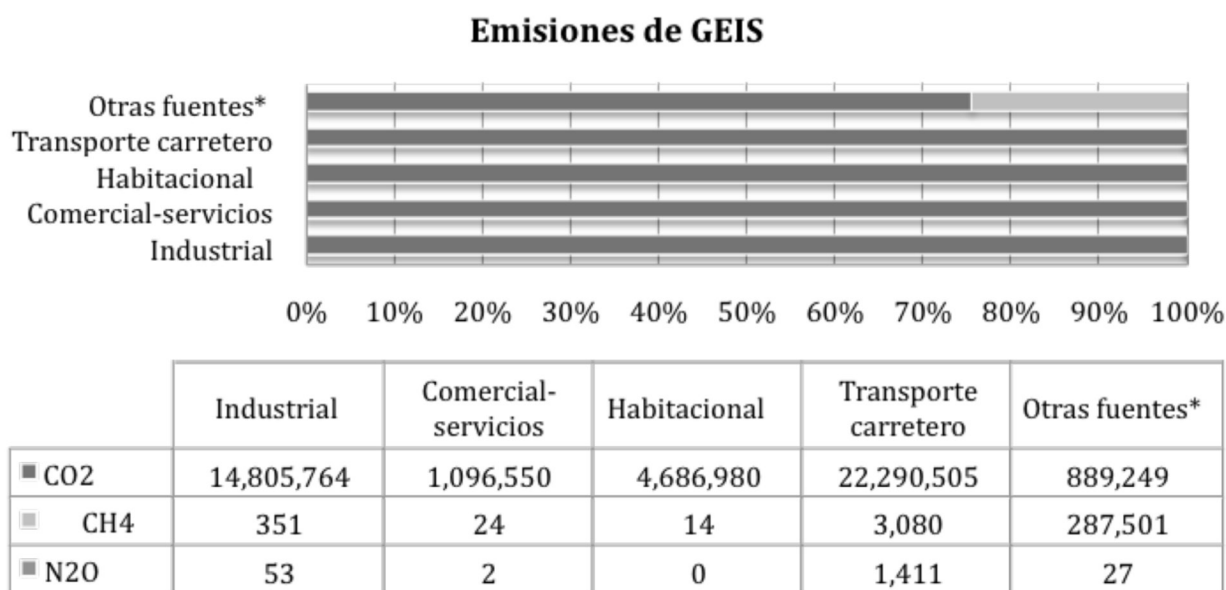 Emisiones de GEIS
Otras fuentes*
Transporte carretero
Habitacional
Comercial-servicios
Industrial
0% 10% 20% 30% 40% 50% 60% 70% 80% 90% 100%
Industrial Comercial-servicios Habitacional Transporte carretero Otras fuentes*
CO2 14,805,764 1,096,550 4,686,980 22,290,505 889,249
CH4 351 24 14 3,080 287,501
N2O 53 2 0 1,411 27